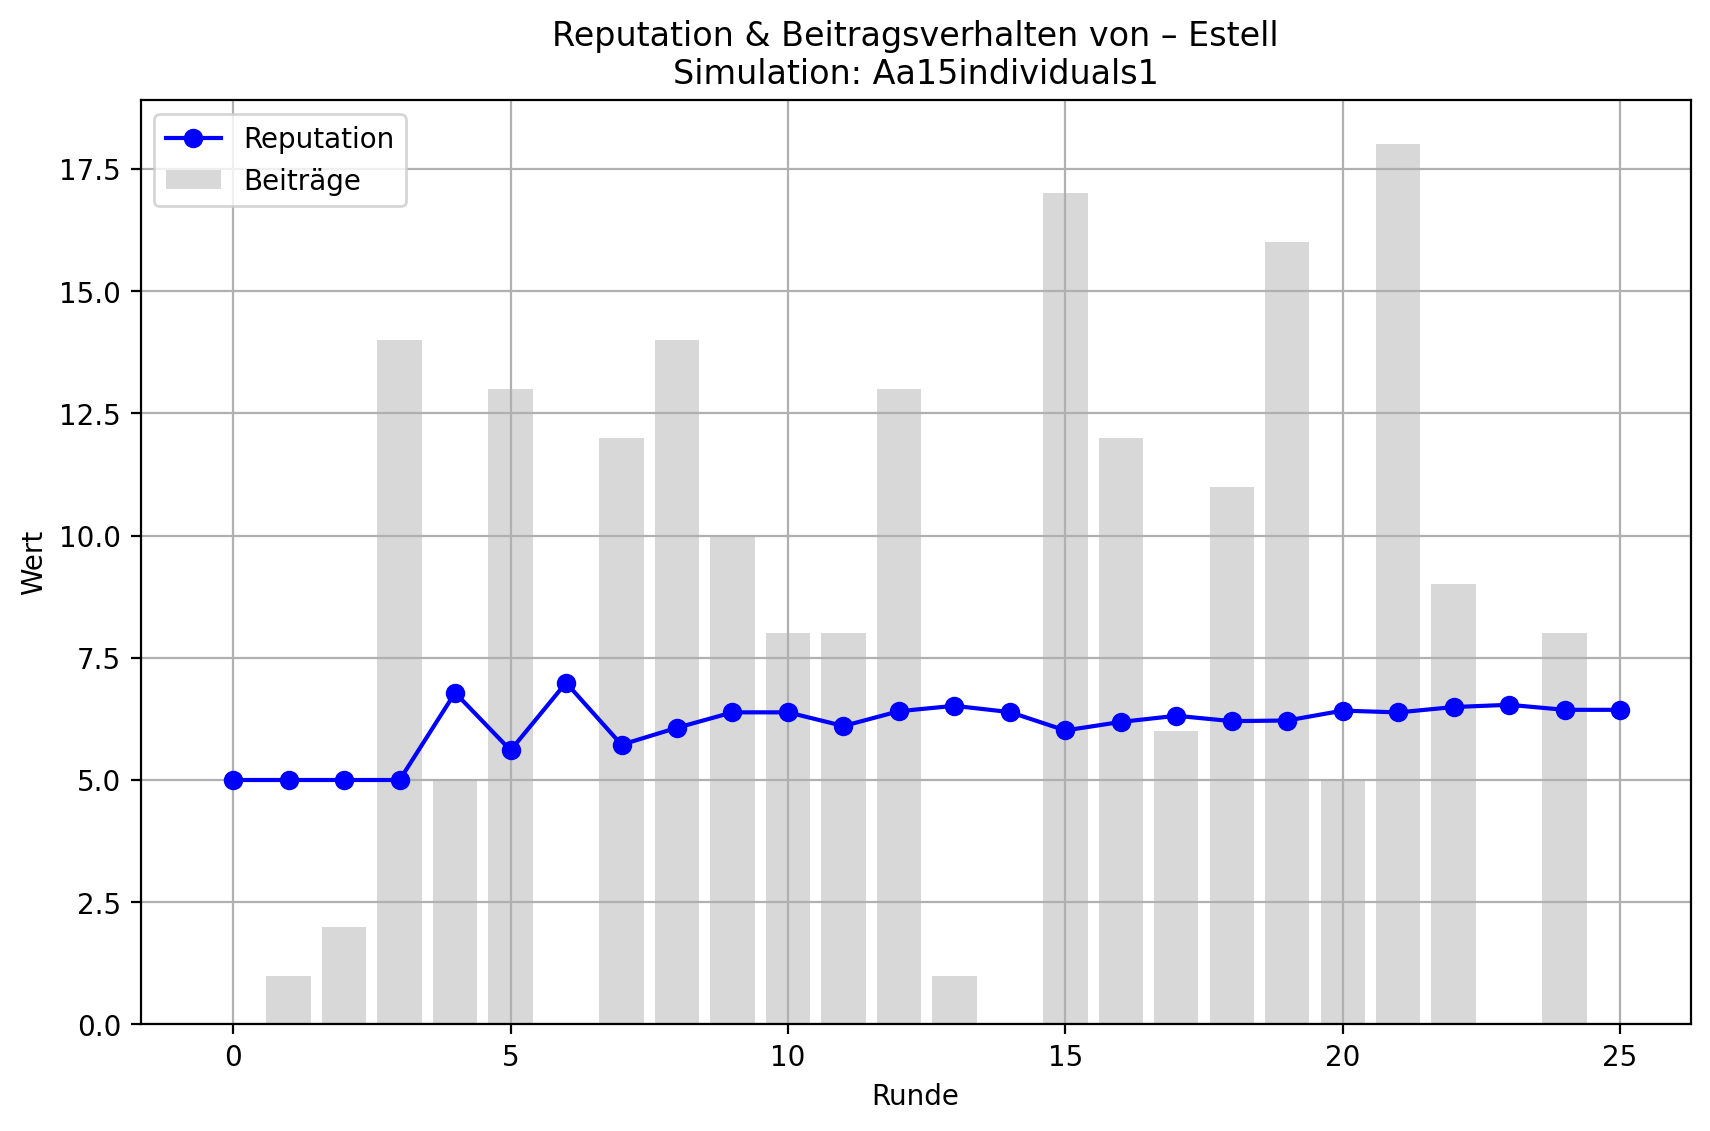 Reputation & Beitragsverhalten von – Estell
Simulation: Aa15individuals1
Reputation
Beiträge
17.5
15.0
12.5
10.0
7.5
5.0
2.5
0.0
Wert
0 5 10 15 20 25
Runde